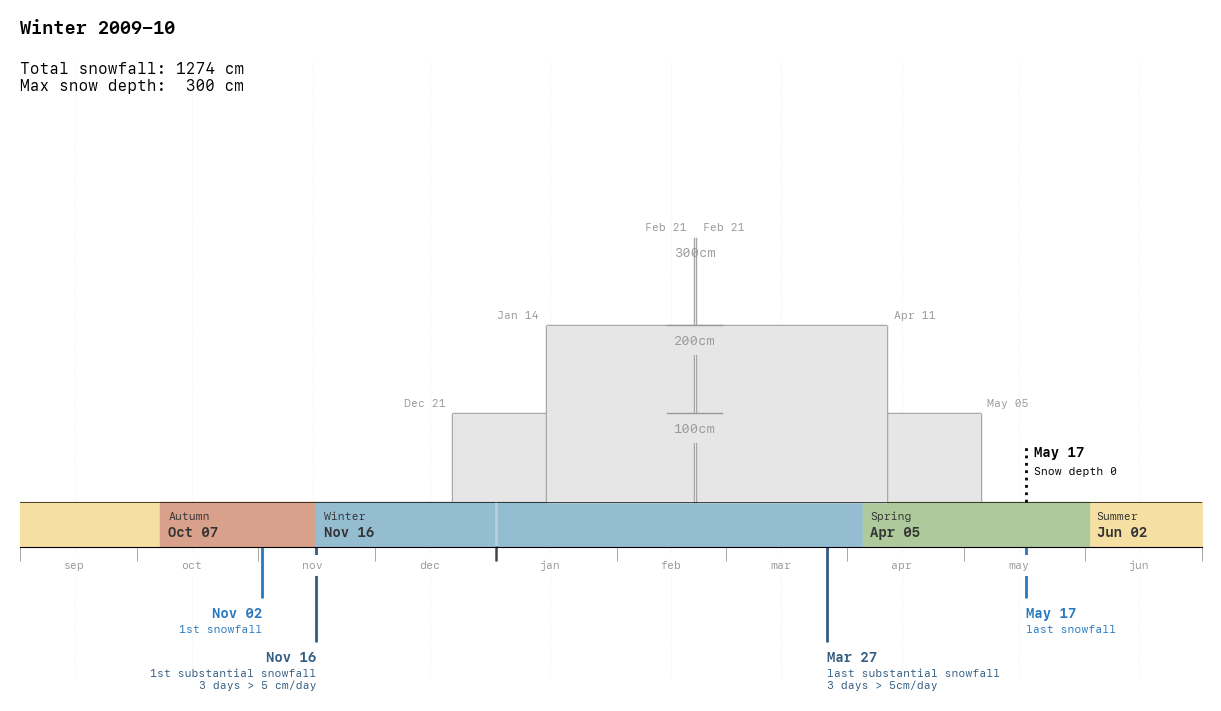 Winter 2009–10
Total snowfall: 1274 cm
Max snow depth:  300 cm
Feb 21 Feb 21
300cm
Jan 14
Apr 11
200cm
Dec 21
May 05
100cm
May 17
Snow depth 0
Autumn
Oct 07
Winter
Nov 16
Spring
Apr 05
Summer
Jun 02
sep oct nov dec jan feb mar apr may jun
Nov 02
1st snowfall
May 17
last snowfall
Nov 16
1st substantial snowfall
3 days > 5 cm/day
Mar 27
last substantial snowfall
3 days > 5cm/day